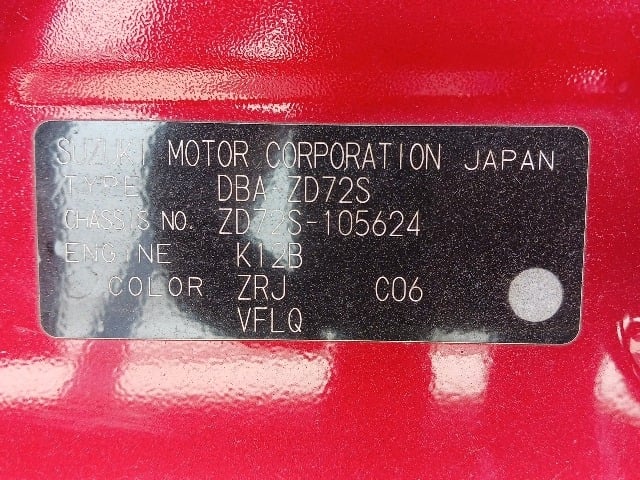 SUZUKI MOTOR CORPORATION JAPAN
TYPE DBA-ZD72S
CHASSIS NO. ZD72S-105624
ENGINE K12B
COLOR ZRJ C06
VFLQ